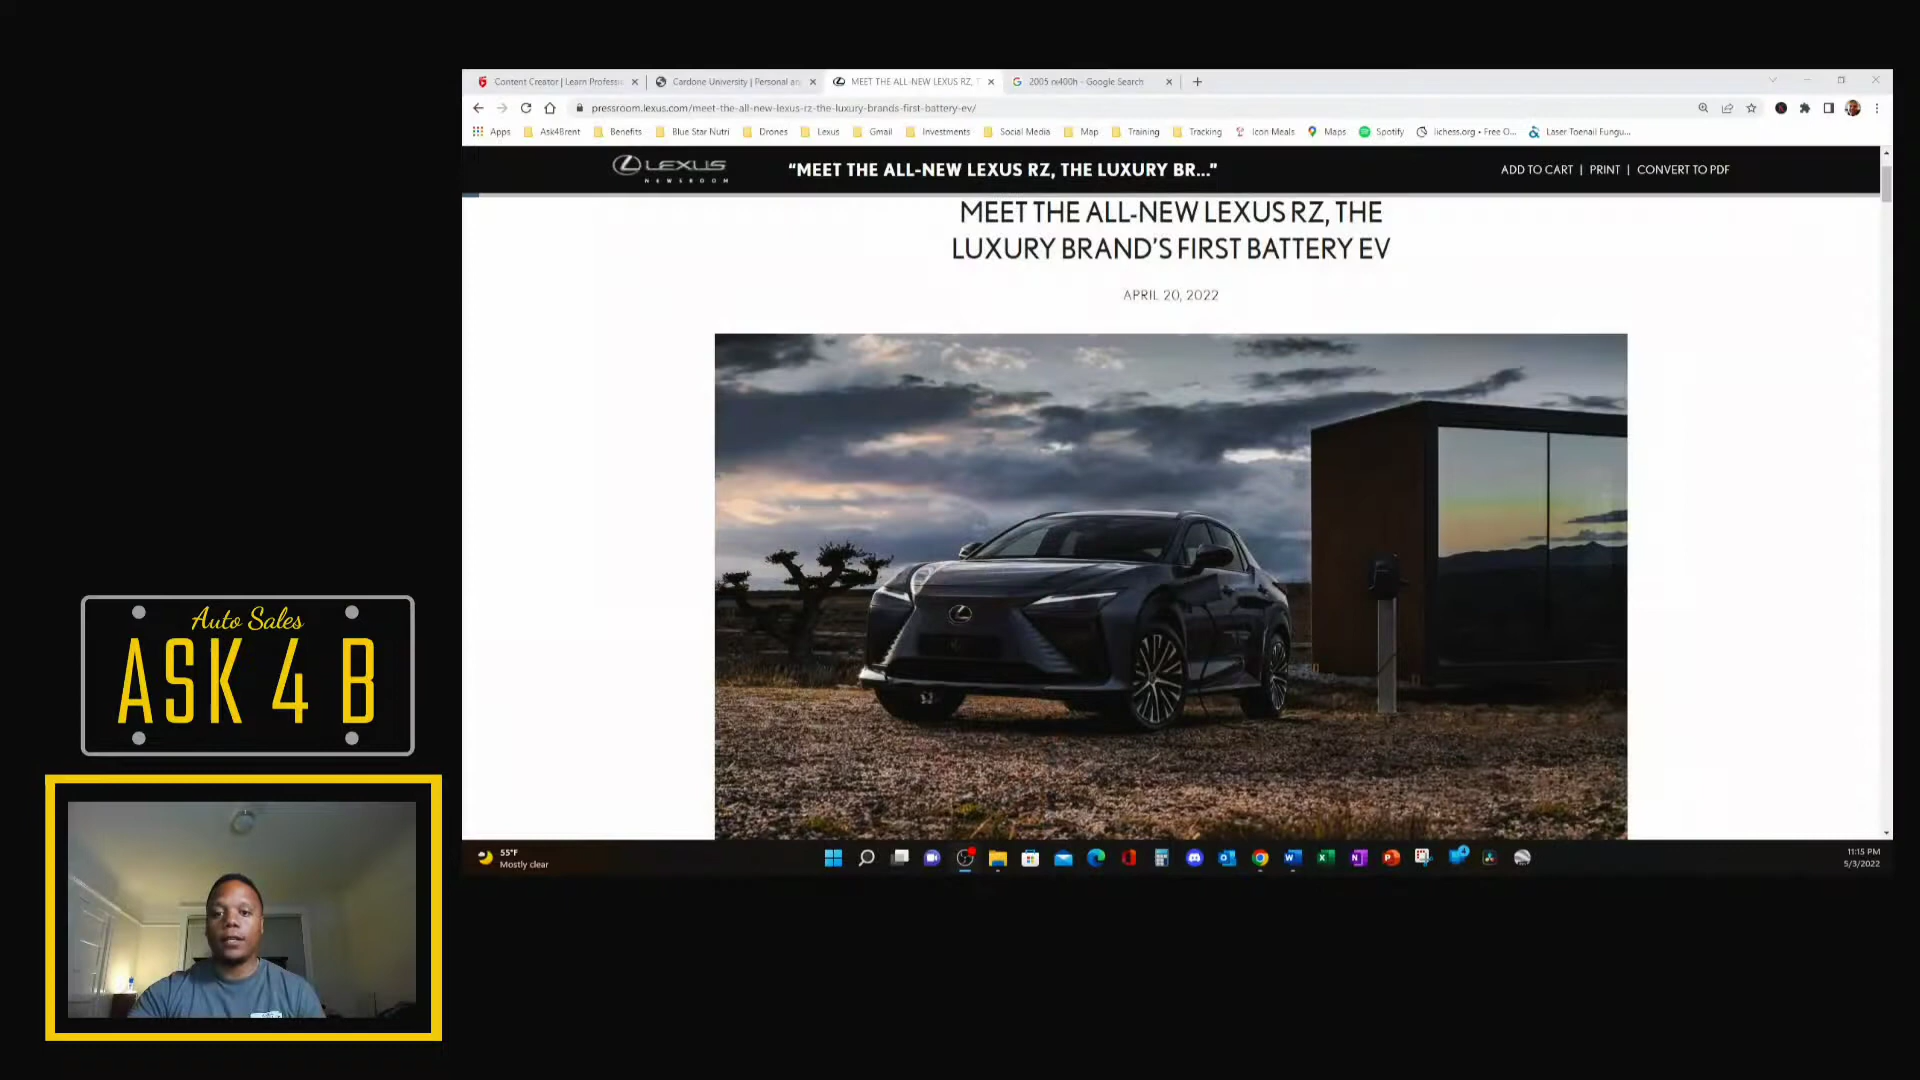 Content Creator | Learn Professi
Cardone University | Personal an
MEET THE ALL-NEW LEXUS RZ, T
2005 rx400h - Google Search
pressroom.lexus.com/meet-the-all-new-lexus-rz-the-luxury-brands-first-battery-ev/
Apps
Ask4Brent
Benefits
Blue Star Nutri
Drones
Lexus
Gmail
Investments
Social Media
Map
Training
Tracking
Icon Meals
Maps
Spotify
lichess.org • Free O...
Laser Toenail Fungu...
LEXUS
NEWSROOM
“MEET THE ALL-NEW LEXUS RZ, THE LUXURY BR...”
ADD TO CART | PRINT | CONVERT TO PDF
MEET THE ALL-NEW LEXUS RZ, THE
LUXURY BRAND’S FIRST BATTERY EV
APRIL 20, 2022
Auto Sales
ASK 4 B
55°F
Mostly clear
11:15 PM
5/3/2022